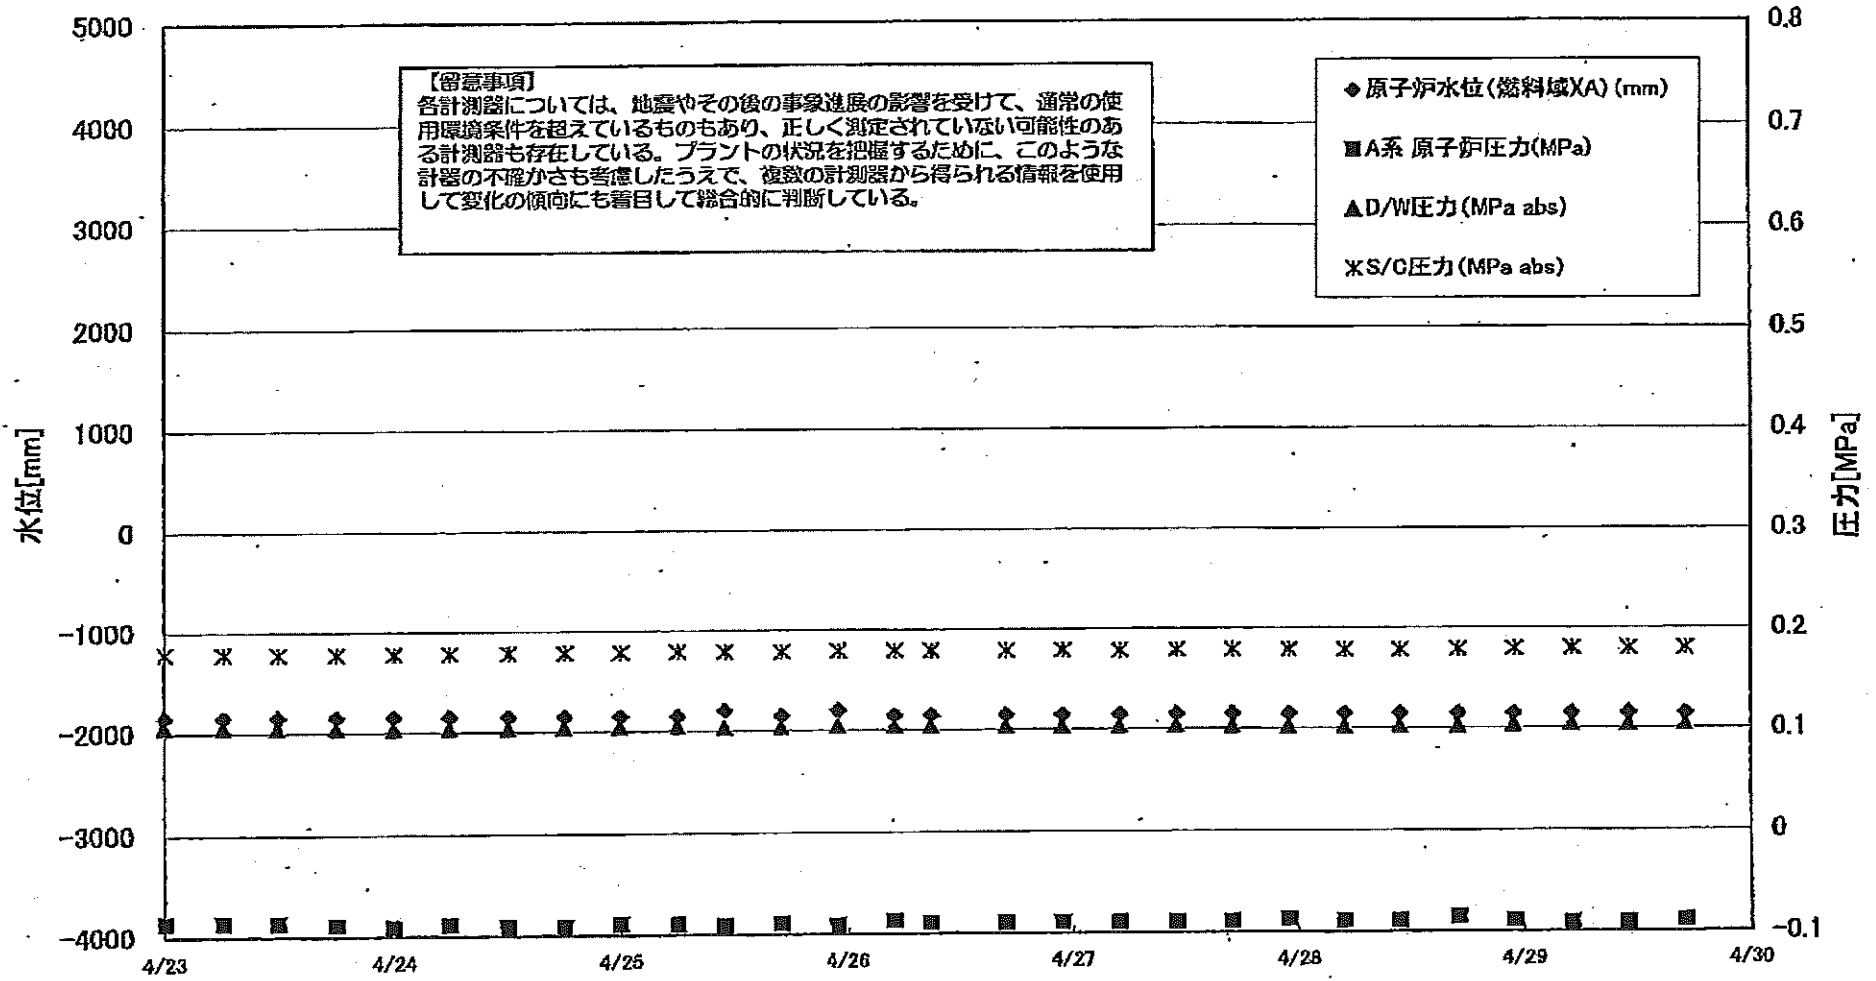 5000
4000
3000
2000
1000
0
-1000
-2000
-3000
-4000
水位[mm]
【留意事項】
各計測器については、地震やその後の事象進展の影響を受けて、通常の使
用環境条件を超えているものもあり、正しく測定されていない可能性のあ
る計測器も存在している。プラントの状況を把握するために、このような
計器の不確かさも考慮したうえで、複数の計測器から得られる情報を使用
して変化の傾向にも着目して総合的に判断している。
原子炉水位(燃料域)(A) (mm)
A系 原子炉圧力(MPa)
D/W圧力(MPa abs)
S/C圧力(MPa abs)
0.8
0.7
0.6
0.5
0.4
0.3
0.2
0.1
0
-0.1
圧力[MPa]
4/23 4/24 4/25 4/26 4/27 4/28 4/29 4/30